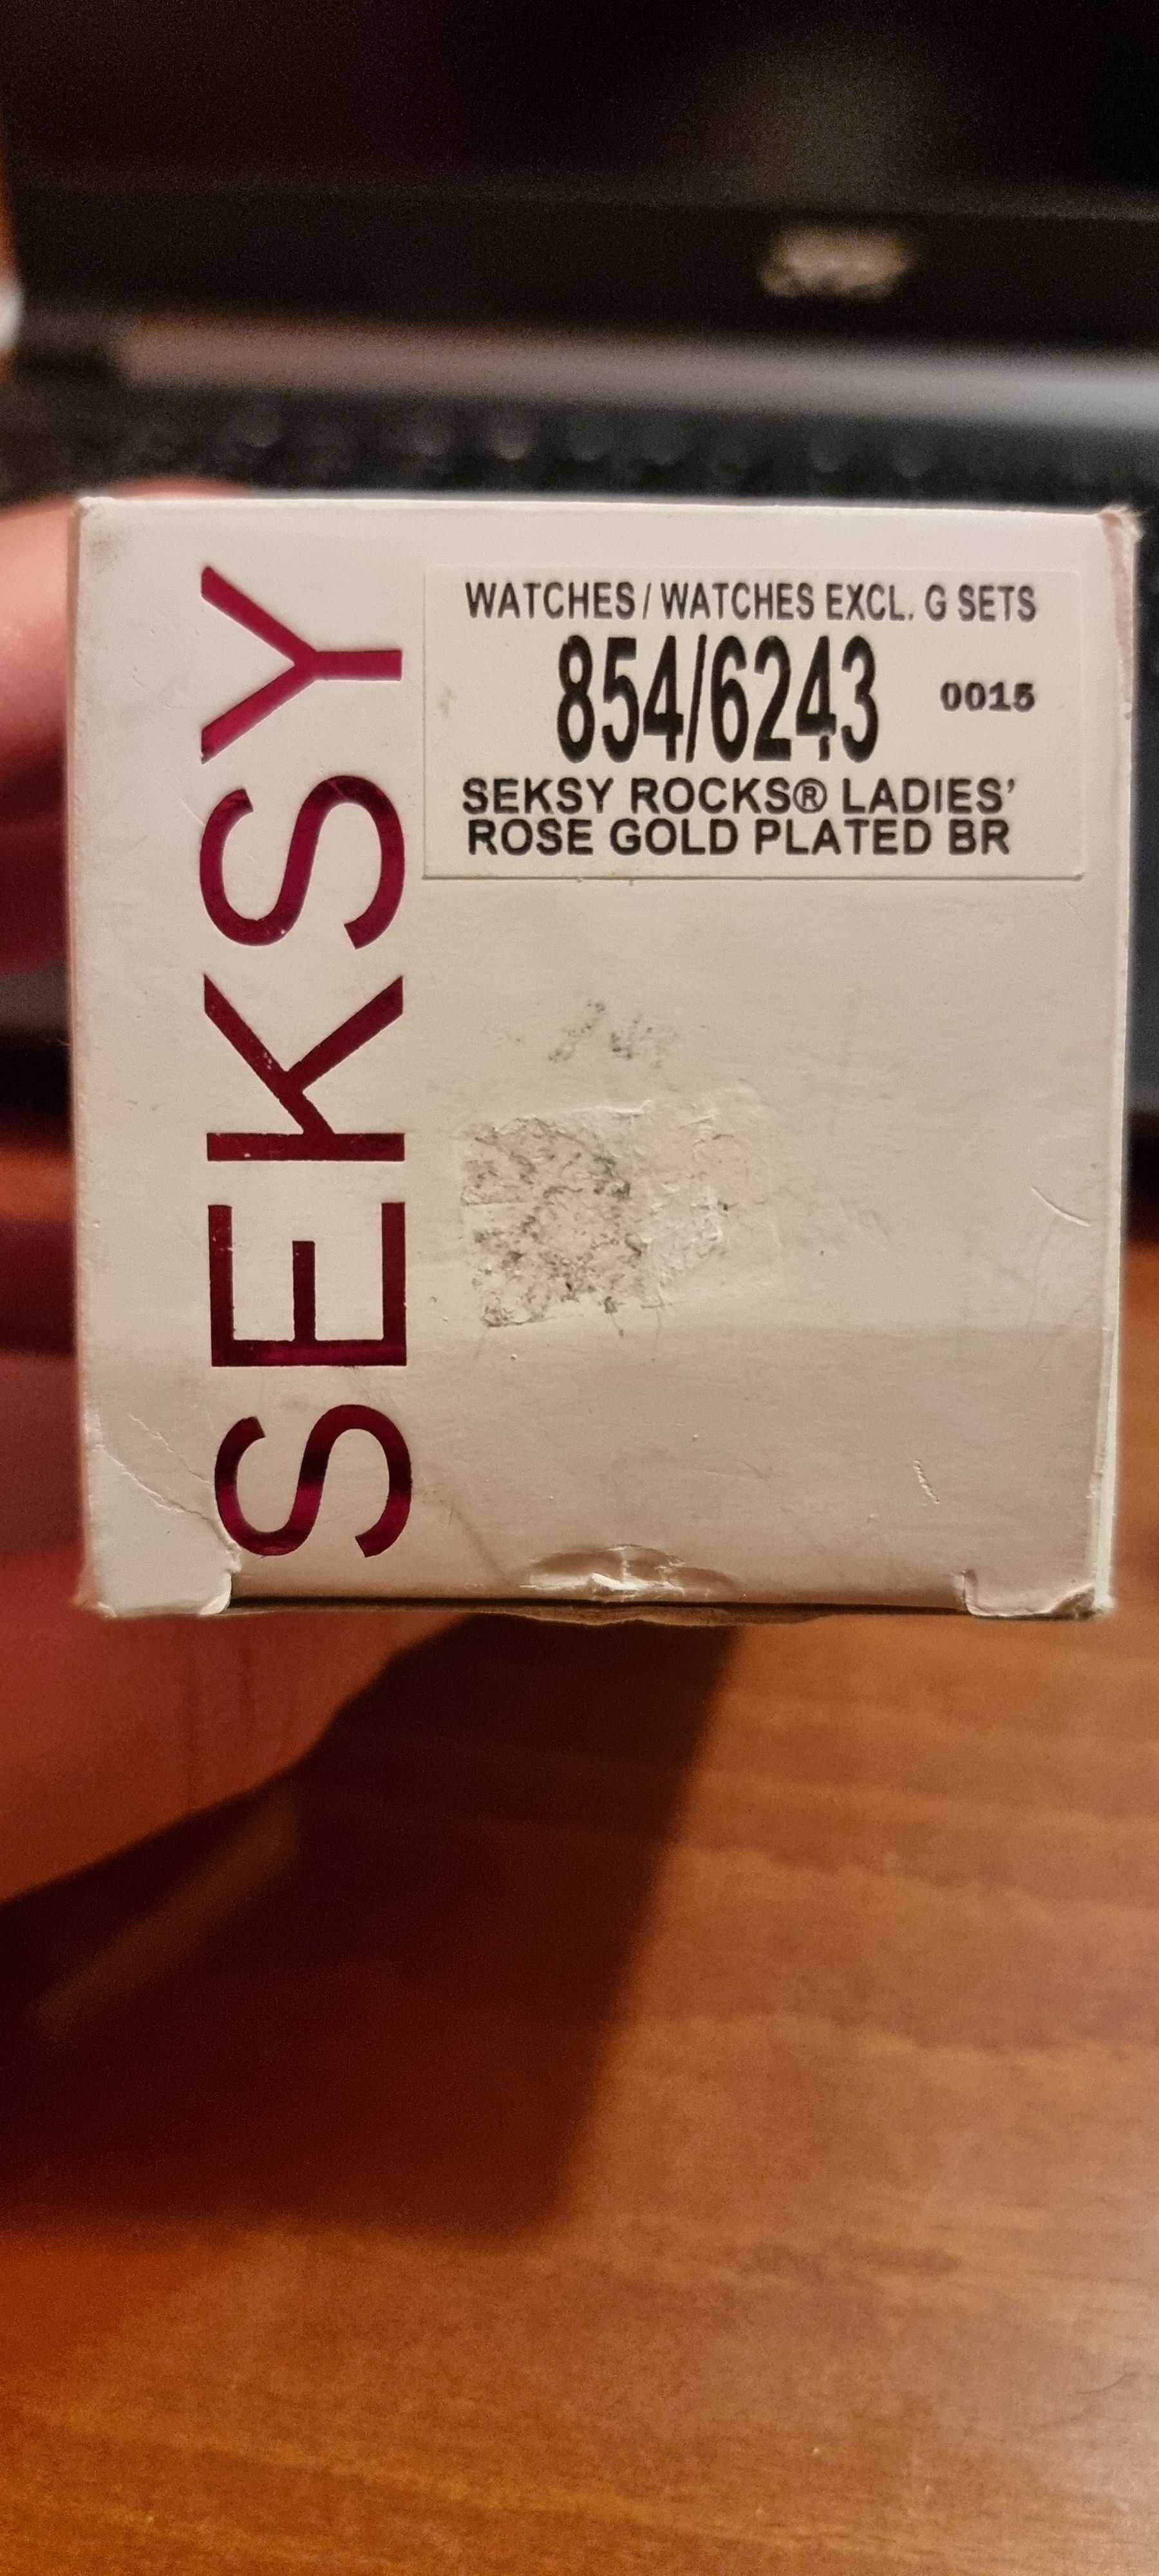 SEKSY
WATCHES / WATCHES EXCL. G SETS
854/6243 0015
SEKSY ROCKS® LADIES'
ROSE GOLD PLATED BR